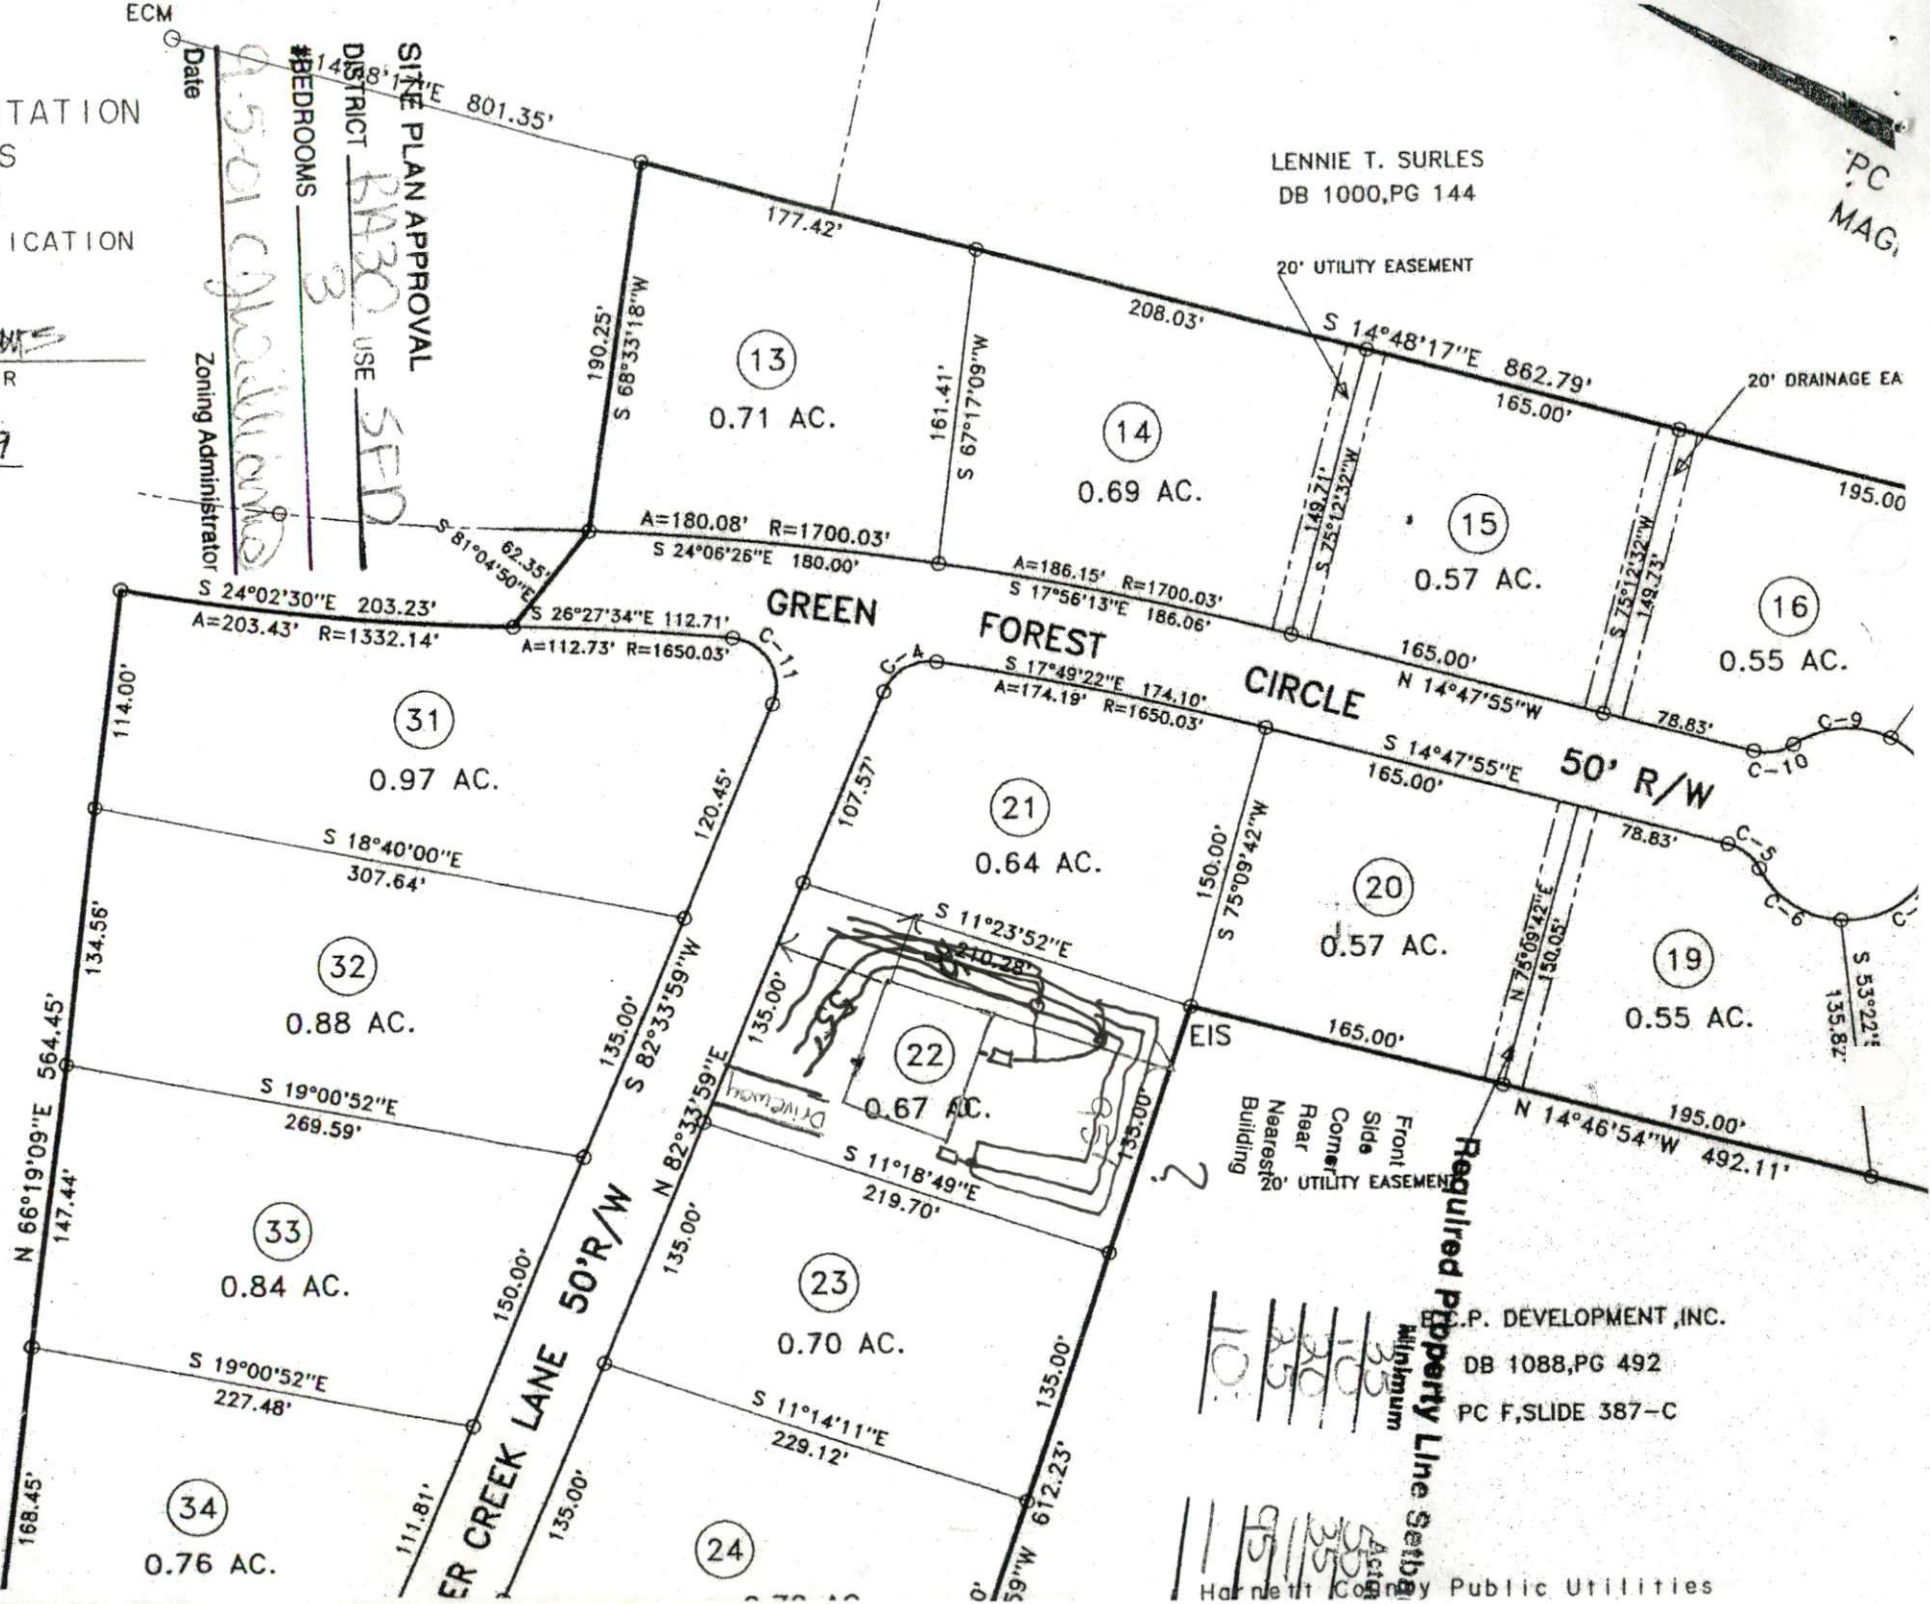 ECM
TATION
S
ICATION
R
SITE PLAN APPROVAL
DISTRICT RA30 USE SFD
#BEDROOMS 3
Date
Zoning Administrator
801.35'
177.42'
190.25'
S 68°33'18"W
13
0.71 AC.
161.41'
S 67°17'09"W
208.03'
LENNIE T. SURLES
DB 1000,PG 144
20' UTILITY EASEMENT
S 14°48'17"E 862.79'
165.00'
20' DRAINAGE EA
195.00
PC
MAG
14
0.69 AC.
149.71'
S 75°12'32"W
15
0.57 AC.
S 75°12'32"W
149.73'
16
0.55 AC.
S 81°04'50"E
62.35'
A=180.08' R=1700.03'
S 24°06'26"E 180.00'
A=186.15' R=1700.03'
S 17°56'13"E 186.06'
165.00'
N 14°47'55"W
78.83'
C-9
C-10
S 24°02'30"E 203.23'
A=203.43' R=1332.14'
S 26°27'34"E 112.71'
A=112.73' R=1650.03'
C-11
GREEN FOREST CIRCLE 50' R/W
C-4
S 17°49'22"E 174.10'
A=174.19' R=1650.03'
S 14°47'55"E
165.00'
78.83'
C-5
C-6
114.00'
31
0.97 AC.
120.45'
107.57'
21
0.64 AC.
150.00'
S 75°09'42"W
20
0.57 AC.
N 75°09'42"E
150.05'
19
0.55 AC.
S 53°22'
135.82'
S 18°40'00"E
307.64'
134.56'
32
0.88 AC.
135.00'
S 82°33'59"W
S 11°23'52"E
210.28'
135.00'
N 82°33'59"E
22
0.67 AC.
Driveway
95'
135.00'
EIS
165.00'
N 14°46'54"W 492.11'
195.00'
N 66°19'09"E 564.45'
S 19°00'52"E
269.59'
147.44'
33
0.84 AC.
150.00'
S 11°18'49"E
219.70'
135.00'
23
0.70 AC.
135.00'
20' UTILITY EASEMENT
Required Property Line Setba
Minimum
Front 35
Side 10
Corner 20
Rear 25
Nearest Building 10
55
35
95
B.C.P. DEVELOPMENT,INC.
DB 1088,PG 492
PC F,SLIDE 387-C
S 19°00'52"E
227.48'
168.45'
34
0.76 AC.
111.81'
ER CREEK LANE 50'R/W
135.00'
S 11°14'11"E
229.12'
24
612.23'
59"W
Harnett County Public Utilities